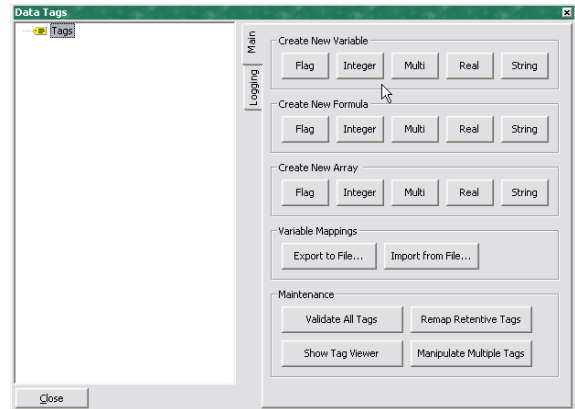 Data Tags
Tags
Main
Logging
Create New Variable
Flag Integer Multi Real String
Create New Formula
Flag Integer Multi Real String
Create New Array
Flag Integer Multi Real String
Variable Mappings
Export to File... Import from File...
Maintenance
Validate All Tags Remap Retentive Tags
Show Tag Viewer Manipulate Multiple Tags
Close